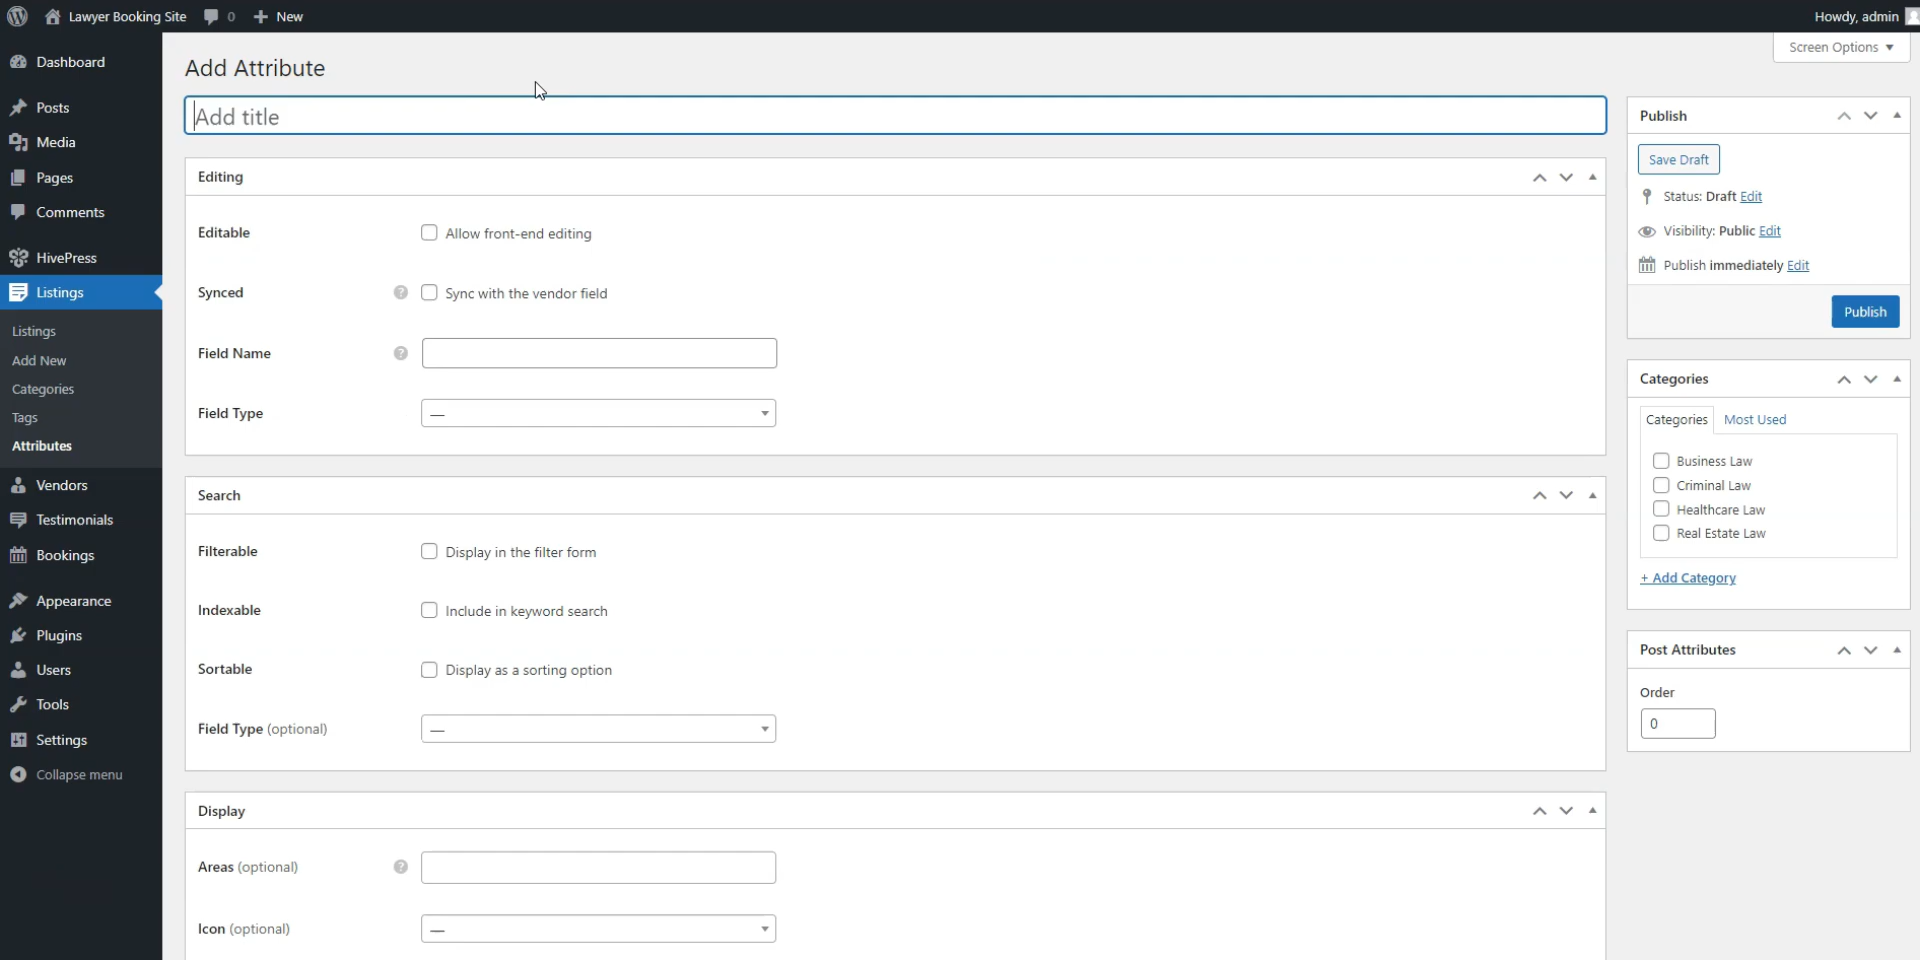 Lawyer Booking Site
0
New
Howdy, admin
Screen Options
Dashboard
Posts
Media
Pages
Comments
HivePress
Listings
Listings
Add New
Categories
Tags
Attributes
Vendors
Testimonials
Bookings
Appearance
Plugins
Users
Tools
Settings
Collapse menu
Add Attribute
Add title
Editing
Editable
Allow front-end editing
Synced
? Sync with the vendor field
Field Name
?
Field Type
—
Search
Filterable
Display in the filter form
Indexable
Include in keyword search
Sortable
Display as a sorting option
Field Type (optional)
—
Display
Areas (optional)
?
Icon (optional)
—
Publish
Save Draft
Status: Draft Edit
Visibility: Public Edit
Publish immediately Edit
Publish
Categories
Categories
Most Used
Business Law
Criminal Law
Healthcare Law
Real Estate Law
+ Add Category
Post Attributes
Order
0